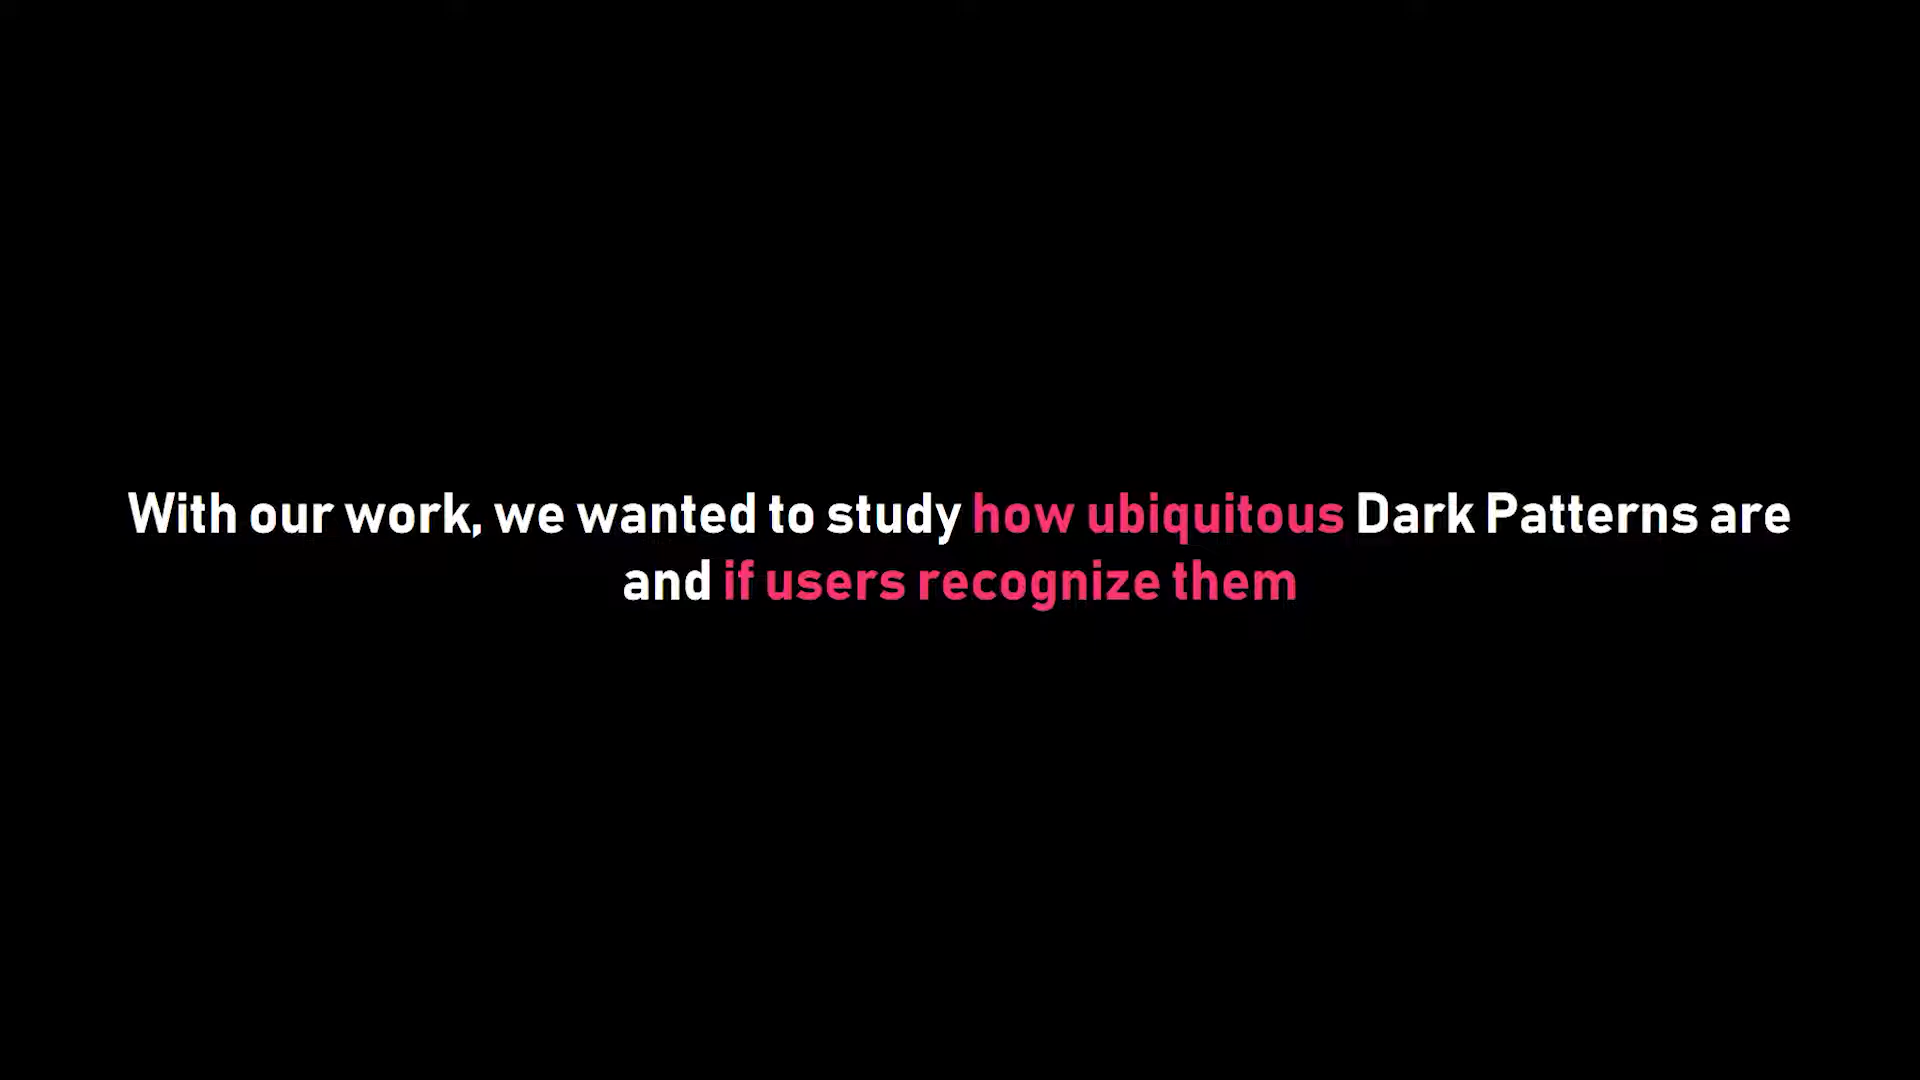 With our work, we wanted to study how ubiquitous Dark Patterns are
and if users recognize them